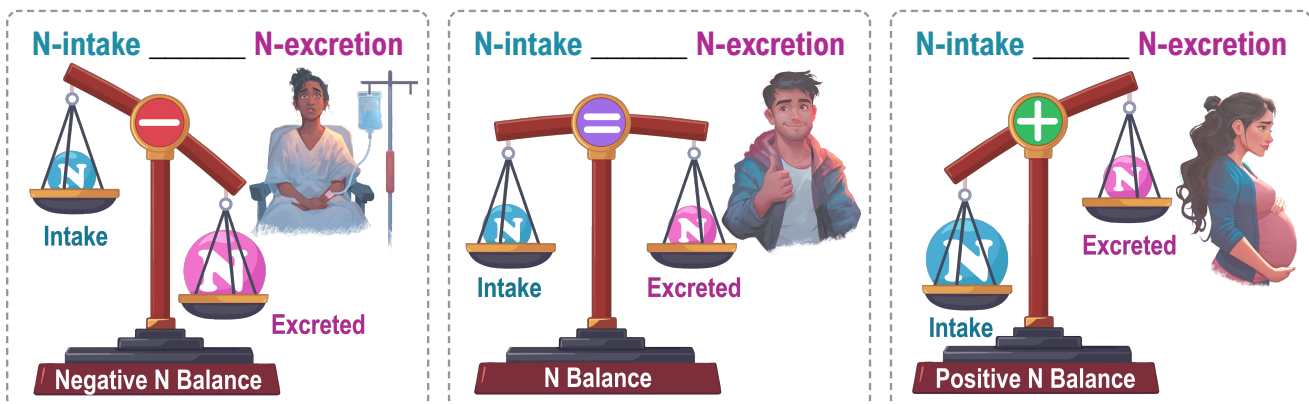 N-intake ______ N-excretion
N
Intake
N
Excreted
Negative N Balance
N-intake ______ N-excretion
N
Intake
N
Excreted
N Balance
N-intake ______ N-excretion
N
Excreted
N
Intake
Positive N Balance